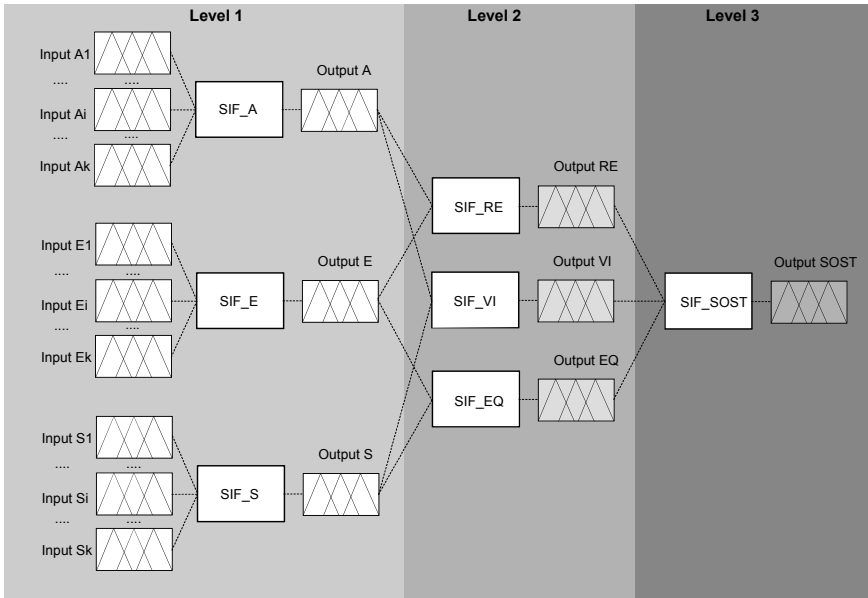 Level 1
Level 2
Level 3
Input A1
.... ....
Input Ai
.... ....
Input Ak
SIF_A
Output A
Input E1
.... ....
Input Ei
.... ....
Input Ek
SIF_E
Output E
Input S1
.... ....
Input Si
.... ....
Input Sk
SIF_S
Output S
SIF_RE
Output RE
SIF_VI
Output VI
SIF_EQ
Output EQ
SIF_SOST
Output SOST